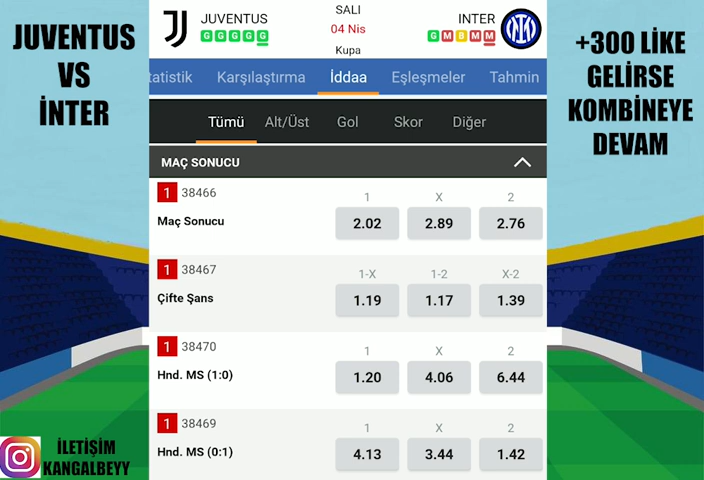 JUVENTUS
VS
İNTER
JUVENTUS
G G G G G
SALI
04 Nis
Kupa
INTER
G M B M M
+300 LİKE
GELİRSE
KOMBİNEYE
DEVAM
tatistik Karşılaştırma İddaa Eşleşmeler Tahmin
Tümü Alt/Üst Gol Skor Diğer
MAÇ SONUCU
1 38466 1 X 2
Maç Sonucu 2.02 2.89 2.76
1 38467 1-X 1-2 X-2
Çifte Şans 1.19 1.17 1.39
1 38470 1 X 2
Hnd. MS (1:0) 1.20 4.06 6.44
1 38469 1 X 2
Hnd. MS (0:1) 4.13 3.44 1.42
İLETİŞİM
KANGALBEYY